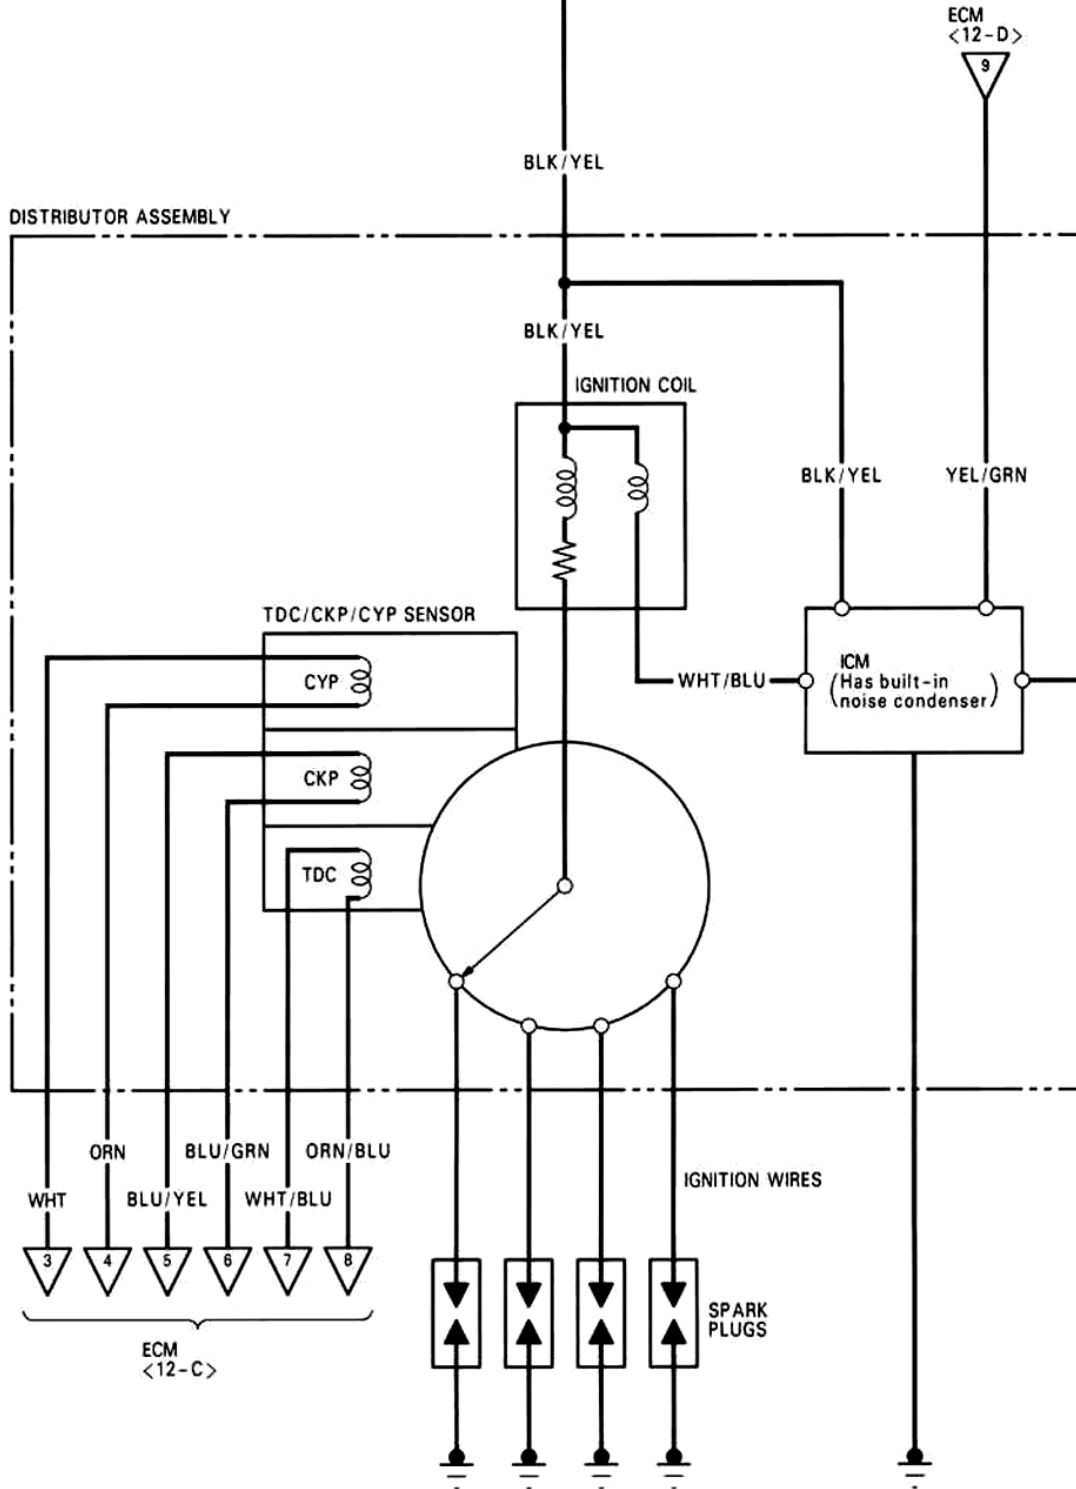 ECM
<12-D>
9
BLK/YEL
DISTRIBUTOR ASSEMBLY
BLK/YEL
IGNITION COIL
BLK/YEL
YEL/GRN
TDC/CKP/CYP SENSOR
CYP
WHT/BLU
ICM
(Has built-in
noise condenser)
CKP
TDC
ORN
BLU/GRN
ORN/BLU
WHT
BLU/YEL
WHT/BLU
IGNITION WIRES
3
4
5
6
7
8
SPARK
PLUGS
ECM
<12-C>